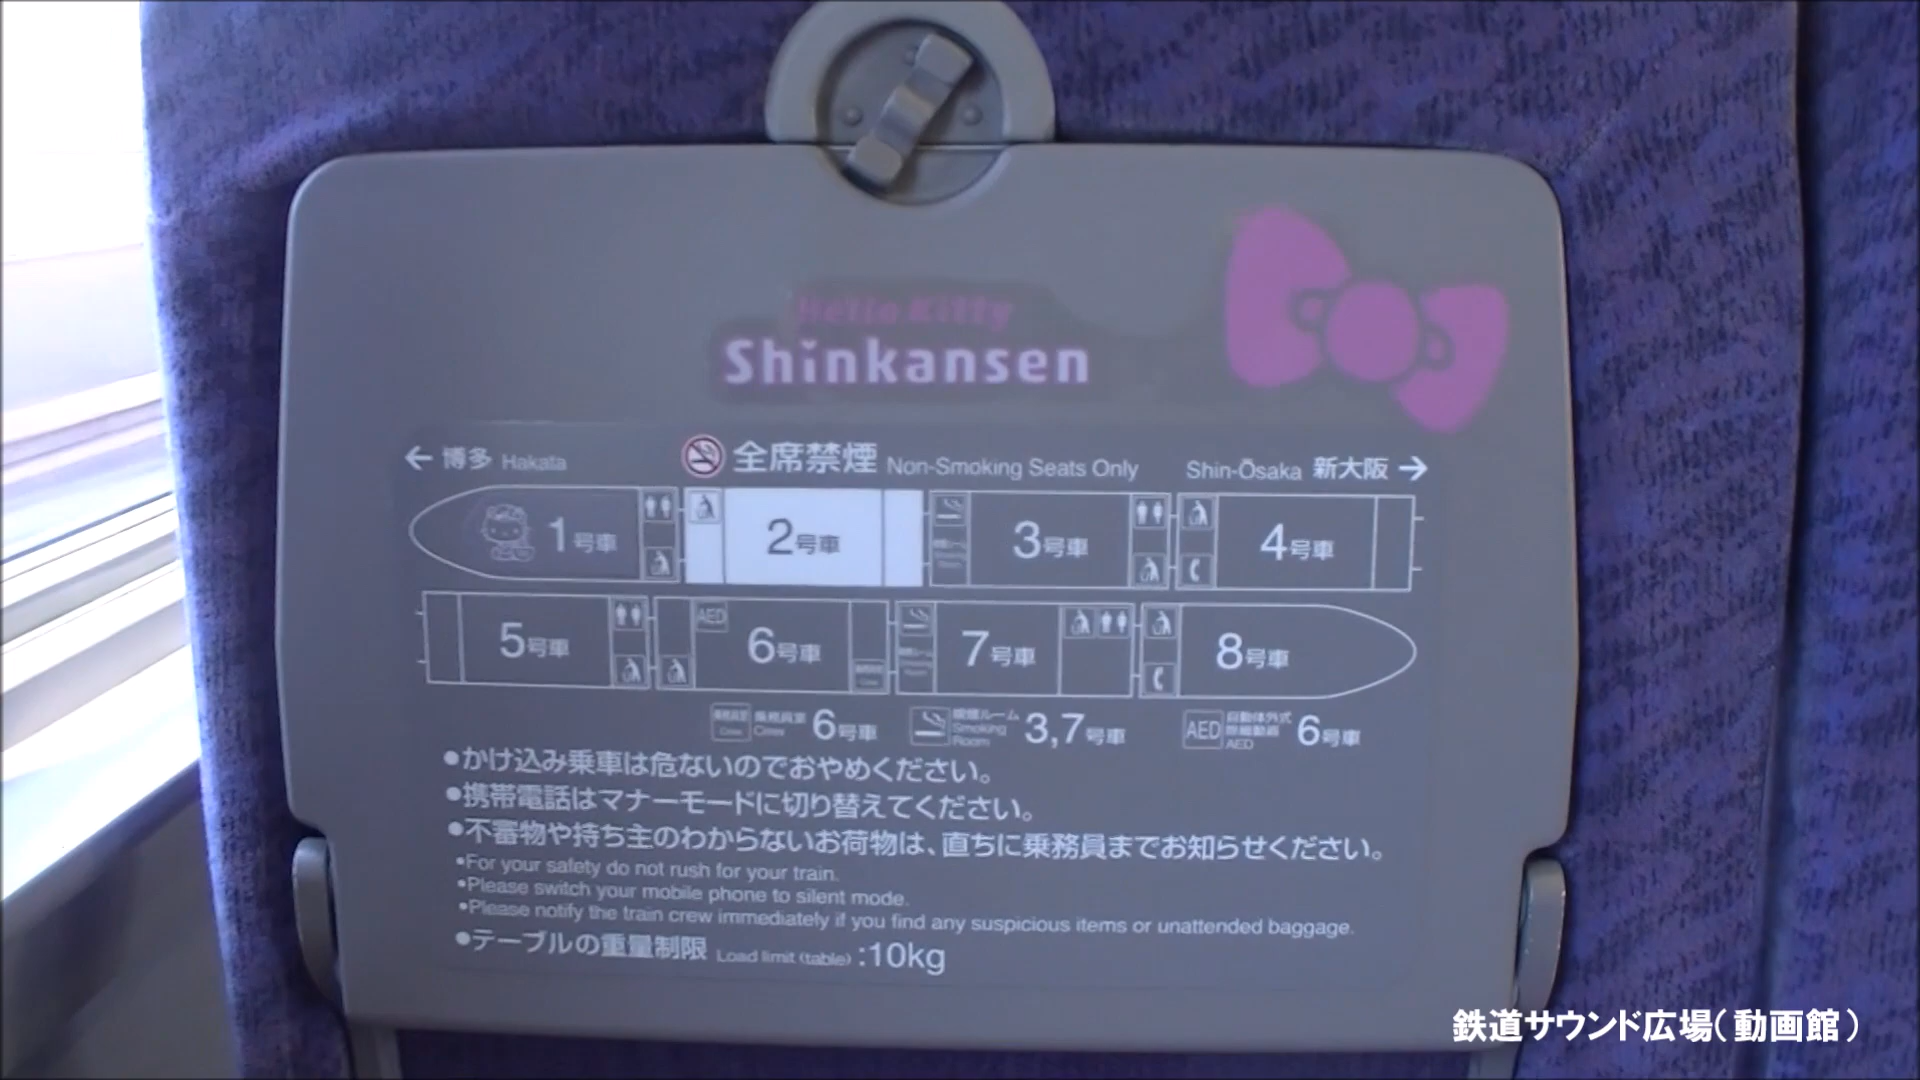 Hello Kitty
Shinkansen
← 博多 Hakata 全席禁煙 Non-Smoking Seats Only Shin-Ōsaka 新大阪 →
1号車 2号車 3号車 4号車
5号車 AED 6号車 7号車 8号車
乗務員室 Crew 6号車 喫煙ルーム Smoking Room 3,7号車 AED 自動体外式除細動器 AED 6号車
●かけ込み乗車は危ないのでおやめください。
●携帯電話はマナーモードに切り替えてください。
●不審物や持ち主のわからないお荷物は、直ちに乗務員までお知らせください。
●For your safety do not rush for your train.
●Please switch your mobile phone to silent mode.
●Please notify the train crew immediately if you find any suspicious items or unattended baggage.
●テーブルの重量制限 Load limit (table) :10kg
鉄道サウンド広場（動画館）